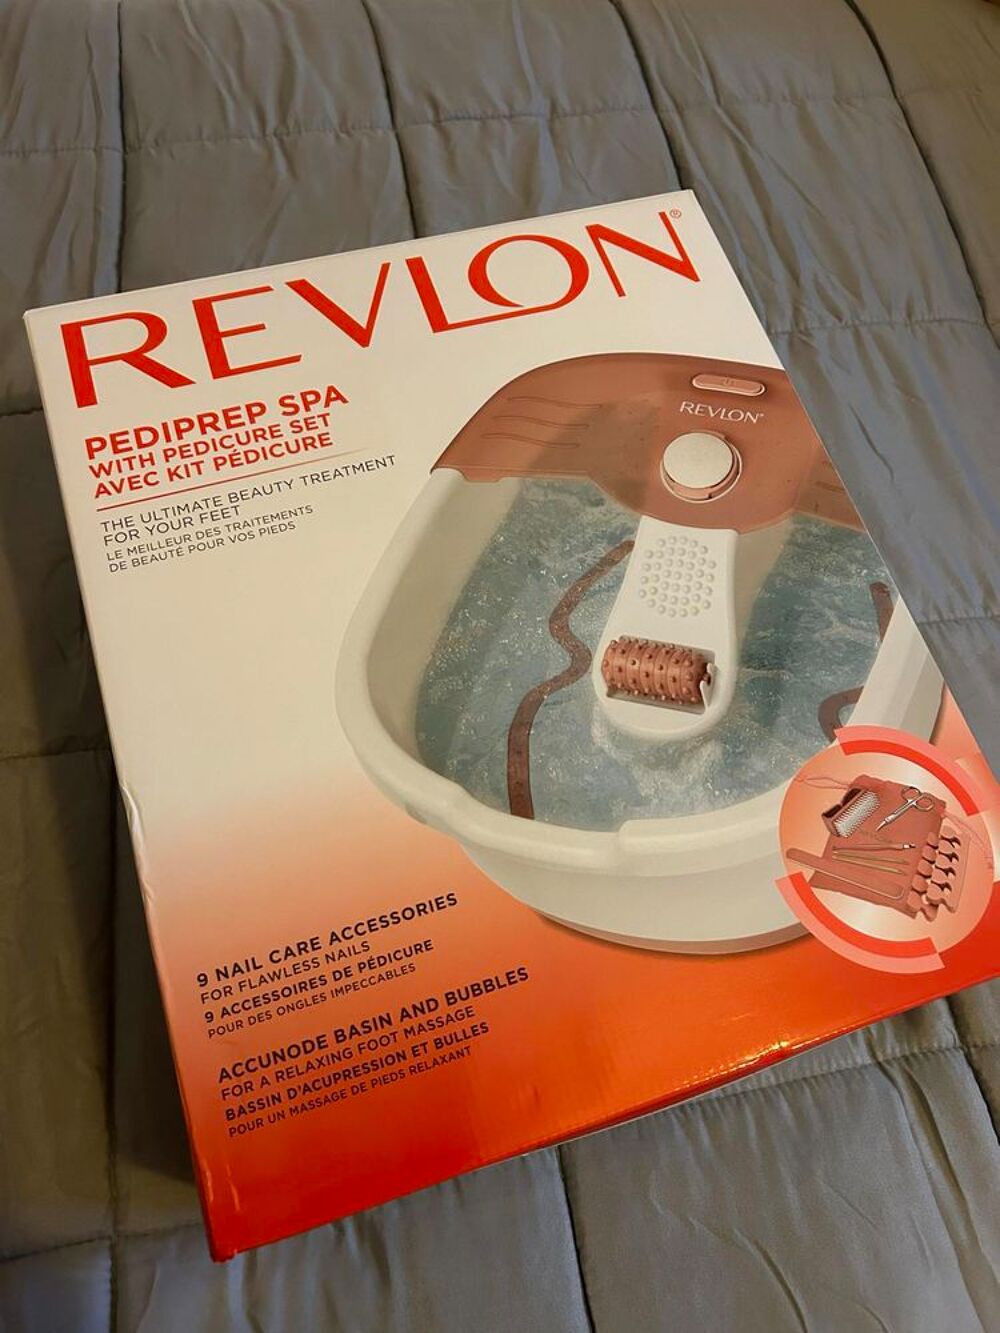 REVLON®
PEDIPREP SPA
WITH PEDICURE SET
AVEC KIT PÉDICURE
THE ULTIMATE BEAUTY TREATMENT
FOR YOUR FEET
LE MEILLEUR DES TRAITEMENTS
DE BEAUTÉ POUR VOS PIEDS
REVLON®
9 NAIL CARE ACCESSORIES
FOR FLAWLESS NAILS
9 ACCESSOIRES DE PÉDICURE
POUR DES ONGLES IMPECCABLES
ACCUNODE BASIN AND BUBBLES
FOR A RELAXING FOOT MASSAGE
BASSIN D'ACUPRESSION ET BULLES
POUR UN MASSAGE DE PIEDS RELAXANT